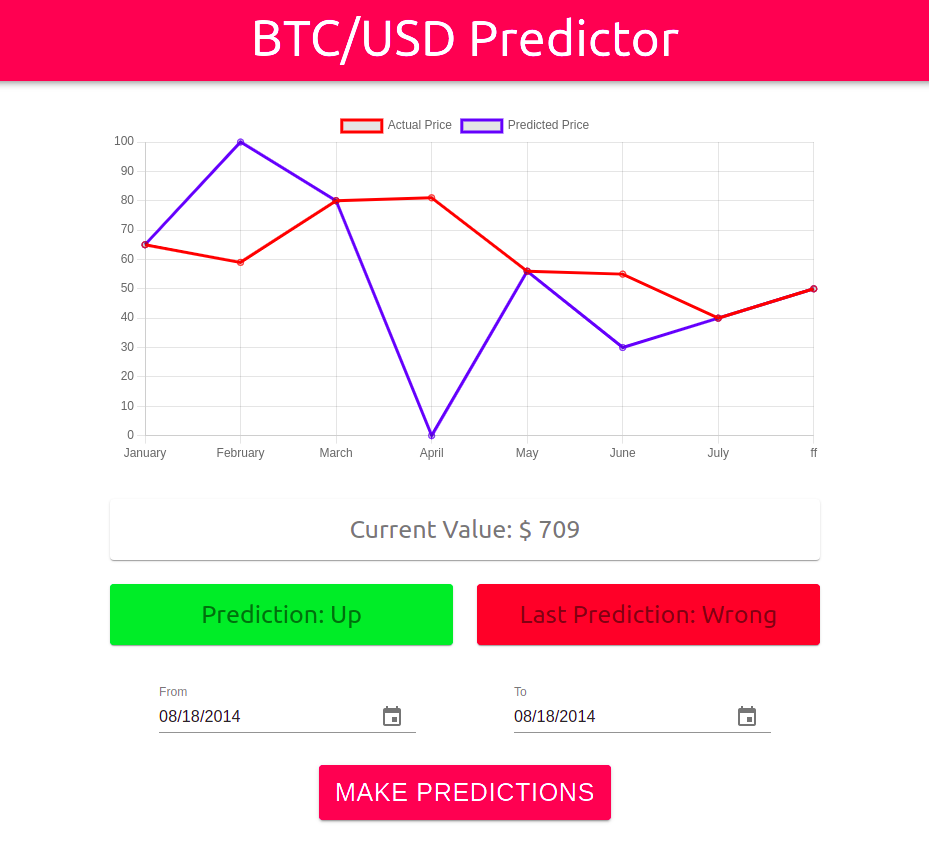 BTC/USD Predictor
Actual Price Predicted Price
100
90
80
70
60
50
40
30
20
10
0
January February March April May June July ff
Current Value: $ 709
Prediction: Up Last Prediction: Wrong
From To
08/18/2014 08/18/2014
MAKE PREDICTIONS